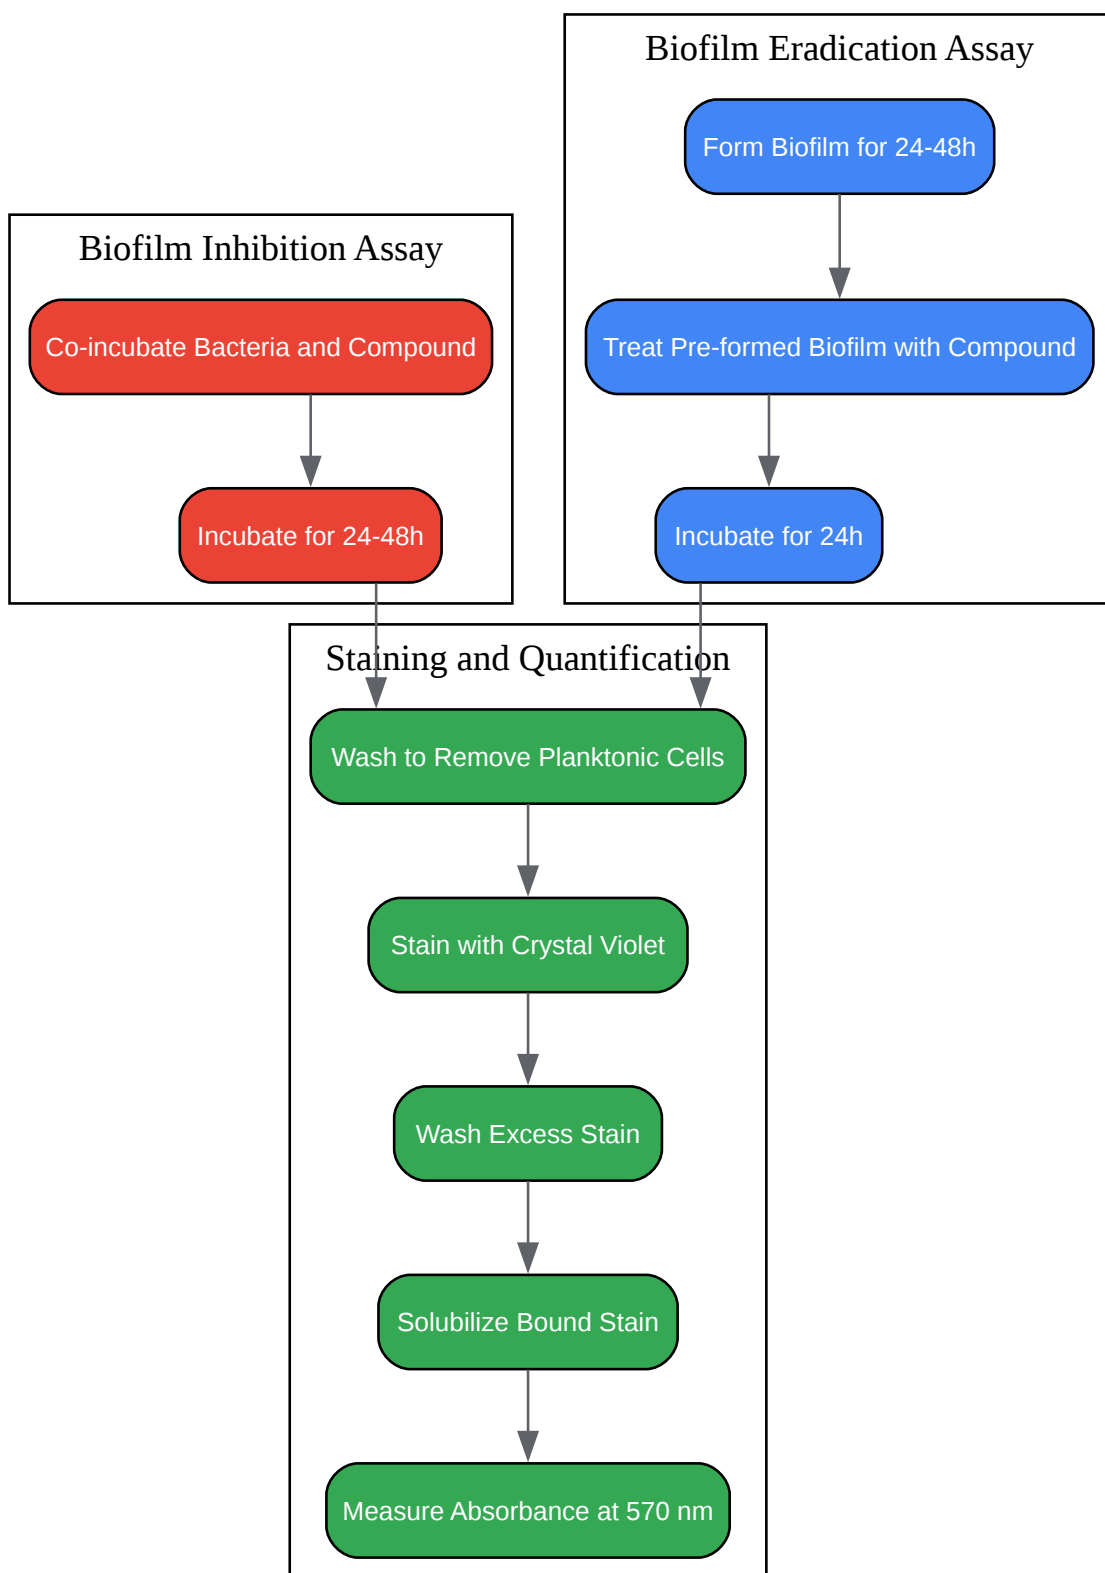 Biofilm Eradication Assay
Form Biofilm for 24-48h
Biofilm Inhibition Assay
Co-incubate Bacteria and Compound
Treat Pre-formed Biofilm with Compound
Incubate for 24-48h
Incubate for 24h
Staining and Quantification
Wash to Remove Planktonic Cells
Stain with Crystal Violet
Wash Excess Stain
Solubilize Bound Stain
Measure Absorbance at 570 nm